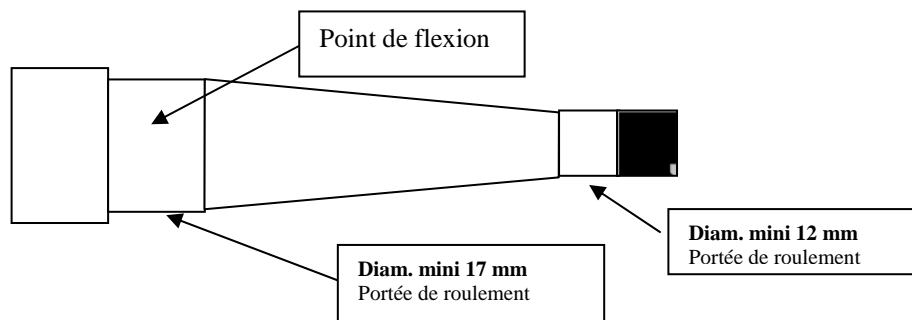 Point de flexion
Diam. mini 17 mm
Portée de roulement
Diam. mini 12 mm
Portée de roulement